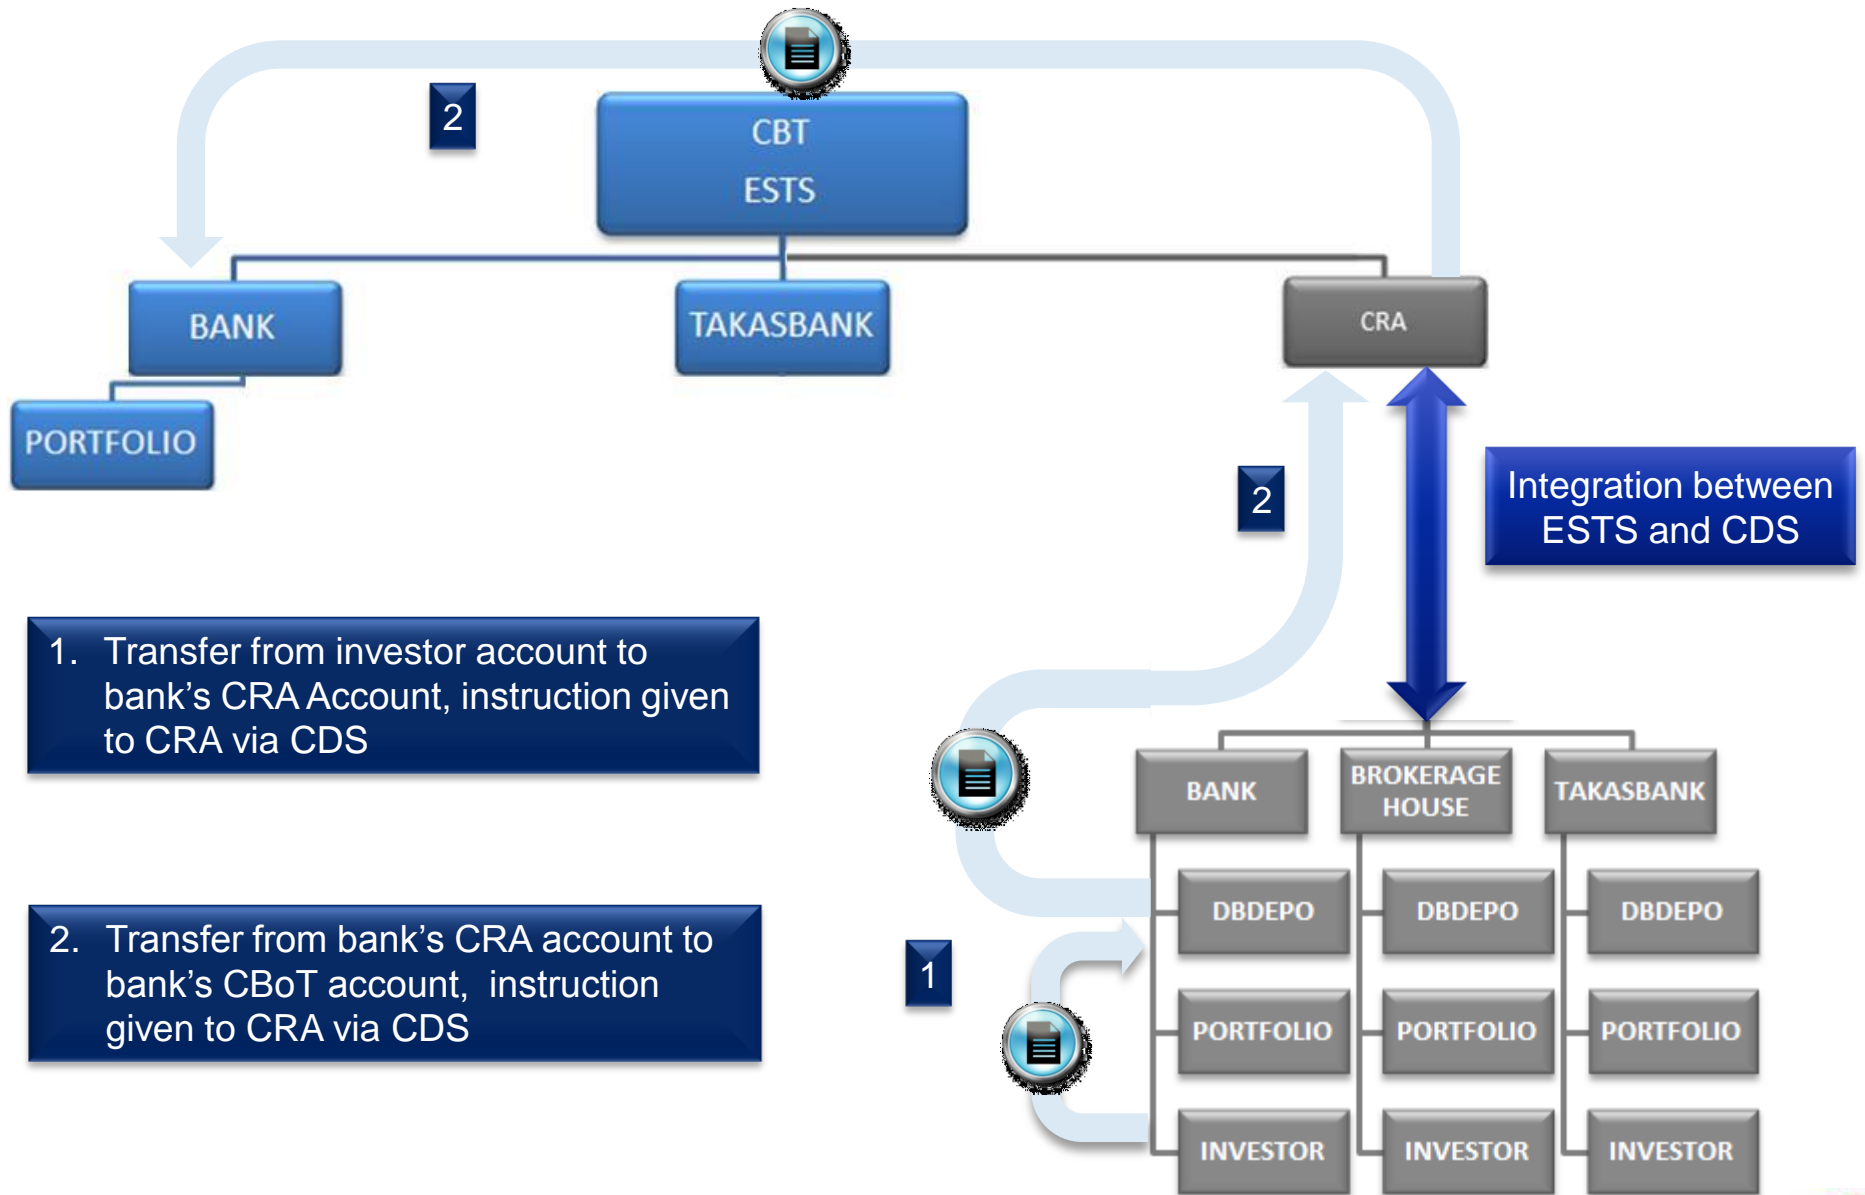 2
CBT
ESTS
BANK
TAKASBANK
CRA
PORTFOLIO
2
Integration between
ESTS and CDS
1. Transfer from investor account to
bank’s CRA Account, instruction given
to CRA via CDS
2. Transfer from bank’s CRA account to
bank’s CBoT account, instruction
given to CRA via CDS
1
BANK
BROKERAGE
HOUSE
TAKASBANK
DBDEPO
DBDEPO
DBDEPO
PORTFOLIO
PORTFOLIO
PORTFOLIO
INVESTOR
INVESTOR
INVESTOR